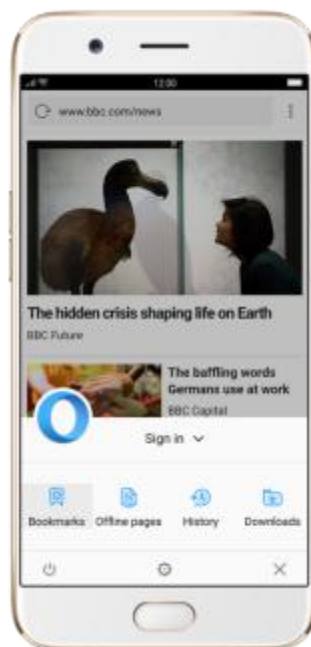 12:00
www.bbc.com/news
The hidden crisis shaping life on Earth
BBC Future
The baffling words
Germans use at work
BBC Capital
Sign in
Bookmarks
Offline pages
History
Downloads